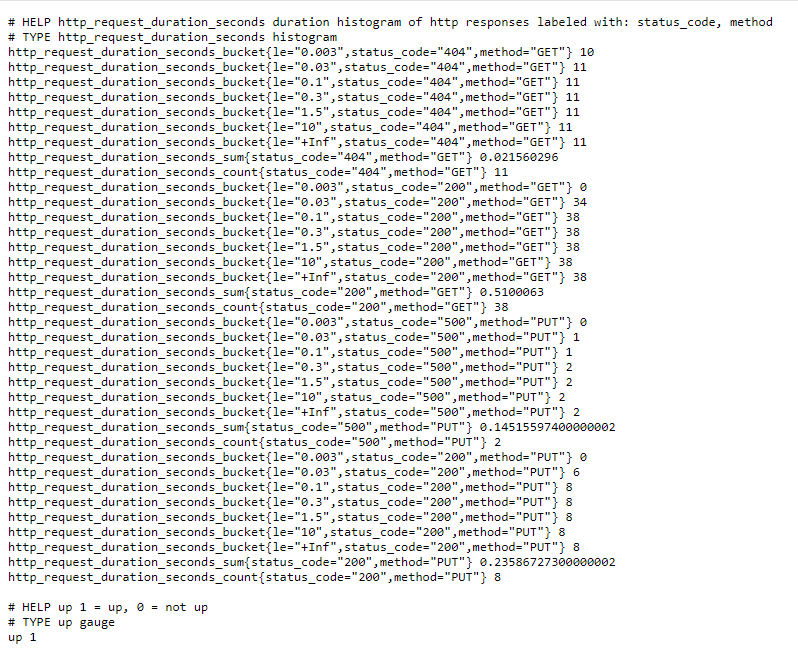 # HELP http_request_duration_seconds duration histogram of http responses labeled with: status_code, method
# TYPE http_request_duration_seconds histogram
http_request_duration_seconds_bucket{le="0.003",status_code="404",method="GET"} 10
http_request_duration_seconds_bucket{le="0.03",status_code="404",method="GET"} 11
http_request_duration_seconds_bucket{le="0.1",status_code="404",method="GET"} 11
http_request_duration_seconds_bucket{le="0.3",status_code="404",method="GET"} 11
http_request_duration_seconds_bucket{le="1.5",status_code="404",method="GET"} 11
http_request_duration_seconds_bucket{le="10",status_code="404",method="GET"} 11
http_request_duration_seconds_bucket{le="+Inf",status_code="404",method="GET"} 11
http_request_duration_seconds_sum{status_code="404",method="GET"} 0.021560296
http_request_duration_seconds_count{status_code="404",method="GET"} 11
http_request_duration_seconds_bucket{le="0.003",status_code="200",method="GET"} 0
http_request_duration_seconds_bucket{le="0.03",status_code="200",method="GET"} 34
http_request_duration_seconds_bucket{le="0.1",status_code="200",method="GET"} 38
http_request_duration_seconds_bucket{le="0.3",status_code="200",method="GET"} 38
http_request_duration_seconds_bucket{le="1.5",status_code="200",method="GET"} 38
http_request_duration_seconds_bucket{le="10",status_code="200",method="GET"} 38
http_request_duration_seconds_bucket{le="+Inf",status_code="200",method="GET"} 38
http_request_duration_seconds_sum{status_code="200",method="GET"} 0.5100063
http_request_duration_seconds_count{status_code="200",method="GET"} 38
http_request_duration_seconds_bucket{le="0.003",status_code="500",method="PUT"} 0
http_request_duration_seconds_bucket{le="0.03",status_code="500",method="PUT"} 1
http_request_duration_seconds_bucket{le="0.1",status_code="500",method="PUT"} 1
http_request_duration_seconds_bucket{le="0.3",status_code="500",method="PUT"} 2
http_request_duration_seconds_bucket{le="1.5",status_code="500",method="PUT"} 2
http_request_duration_seconds_bucket{le="10",status_code="500",method="PUT"} 2
http_request_duration_seconds_bucket{le="+Inf",status_code="500",method="PUT"} 2
http_request_duration_seconds_sum{status_code="500",method="PUT"} 0.14515597400000002
http_request_duration_seconds_count{status_code="500",method="PUT"} 2
http_request_duration_seconds_bucket{le="0.003",status_code="200",method="PUT"} 0
http_request_duration_seconds_bucket{le="0.03",status_code="200",method="PUT"} 6
http_request_duration_seconds_bucket{le="0.1",status_code="200",method="PUT"} 8
http_request_duration_seconds_bucket{le="0.3",status_code="200",method="PUT"} 8
http_request_duration_seconds_bucket{le="1.5",status_code="200",method="PUT"} 8
http_request_duration_seconds_bucket{le="10",status_code="200",method="PUT"} 8
http_request_duration_seconds_bucket{le="+Inf",status_code="200",method="PUT"} 8
http_request_duration_seconds_sum{status_code="200",method="PUT"} 0.23586727300000002
http_request_duration_seconds_count{status_code="200",method="PUT"} 8

# HELP up 1 = up, 0 = not up
# TYPE up gauge
up 1